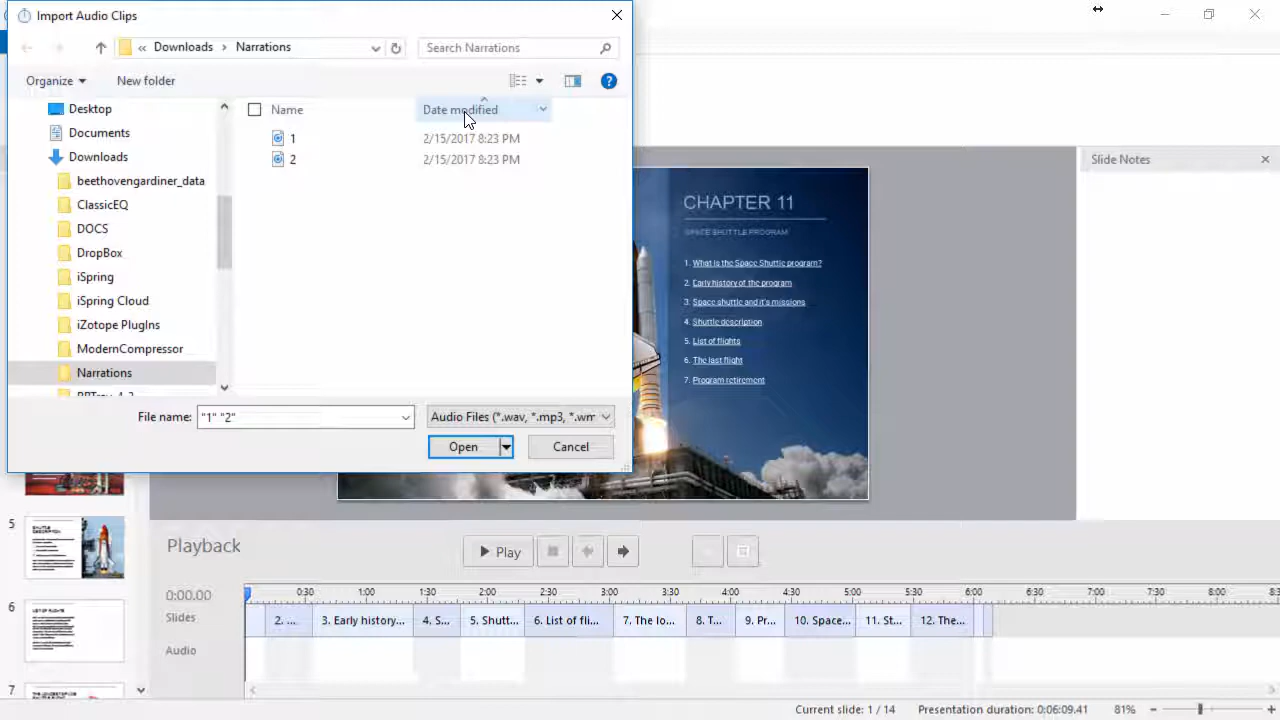 Import Audio Clips
« Downloads › Narrations
Search Narrations
Organize
New folder
Desktop
Documents
Downloads
beethovengardiner_data
ClassicEQ
DOCS
DropBox
iSpring
iSpring Cloud
iZotope PlugIns
ModernCompressor
Narrations
Name
Date modified
1 2/15/2017 8:23 PM
2 2/15/2017 8:23 PM
File name: "1" "2"
Audio Files (*.wav, *.mp3, *.wm
Open
Cancel
Slide Notes
CHAPTER 11
SPACE SHUTTLE PROGRAM
1. What is the Space Shuttle program?
2. Early history of the program
3. Space shuttle and it's missions
4. Shuttle description
5. List of flights
6. The last flight
7. Program retirement
5
SHUTTLE
DESCRIPTION
6
LIST OF FLIGHTS
7
Playback
Play
0:00.00
0:30 1:00 1:30 2:00 2:30 3:00 3:30 4:00 4:30 5:00 5:30 6:00 6:30 7:00 7:30 8:00 8:3
Slides
2. ... 3. Early history... 4. S... 5. Shuttl... 6. List of fli... 7. The lo... 8. T... 9. Pr... 10. Space... 11. St... 12. The...
Audio
Current slide: 1 / 14
Presentation duration: 0:06:09.41
81%